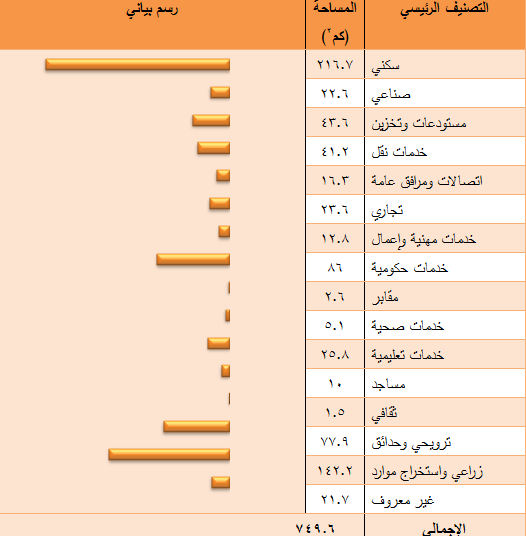 التصنيف الرئيسي المساحة رسم بياني
(كم٢)
سكني ٢١٦.٧
صناعي ٢٢.٦
مستودعات وتخزين ٤٣.٦
خدمات نقل ٤١.٢
اتصالات ومرافق عامة ١٦.٣
تجاري ٢٣.٦
خدمات مهنية وإعمال ١٢.٨
خدمات حكومية ٨٦
مقابر ٢.٦
خدمات صحية ٥.١
خدمات تعليمية ٢٥.٨
مساجد ١٠
ثقافي ١.٥
ترويحي وحدائق ٧٧.٩
زراعي واستخراج موارد ١٤٢.٢
غير معروف ٢١.٧
الإجمالي ٧٤٩.٦